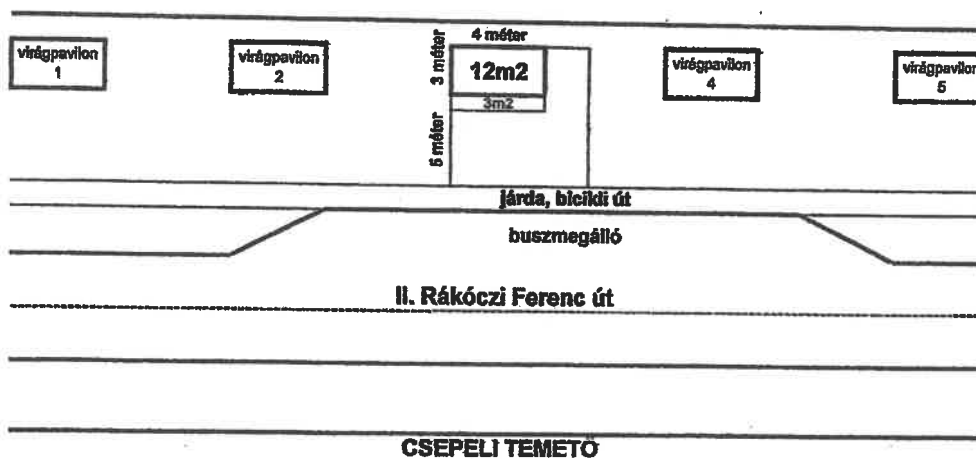 virágpavilon
1
virágpavilon
2
3 méter
4 méter
12m2
3m2
6 méter
virágpavilon
4
virágpavilon
5
járda, bicikli út
buszmegálló
II. Rákóczi Ferenc út
CSEPELI TEMETŐ